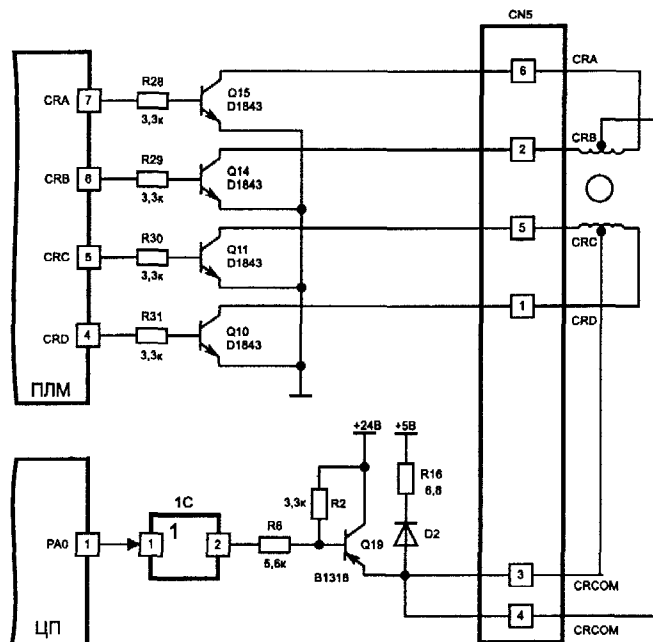 CN5
CRA 7 R28 3,3к Q15 D1843 6 CRA
CRB 6 R29 3,3к Q14 D1843 2 CRB
CRC 5 R30 3,3к Q11 D1843 5 CRC
CRD 4 R31 3,3к Q10 D1843 1 CRD
ПЛМ
+24В +5В
1С
PA0 1 1 1 2 R6 5,6к 3,3к R2 B1318 Q19 R16 6,8 D2
3 CRCOM
4 CRCOM
ЦП